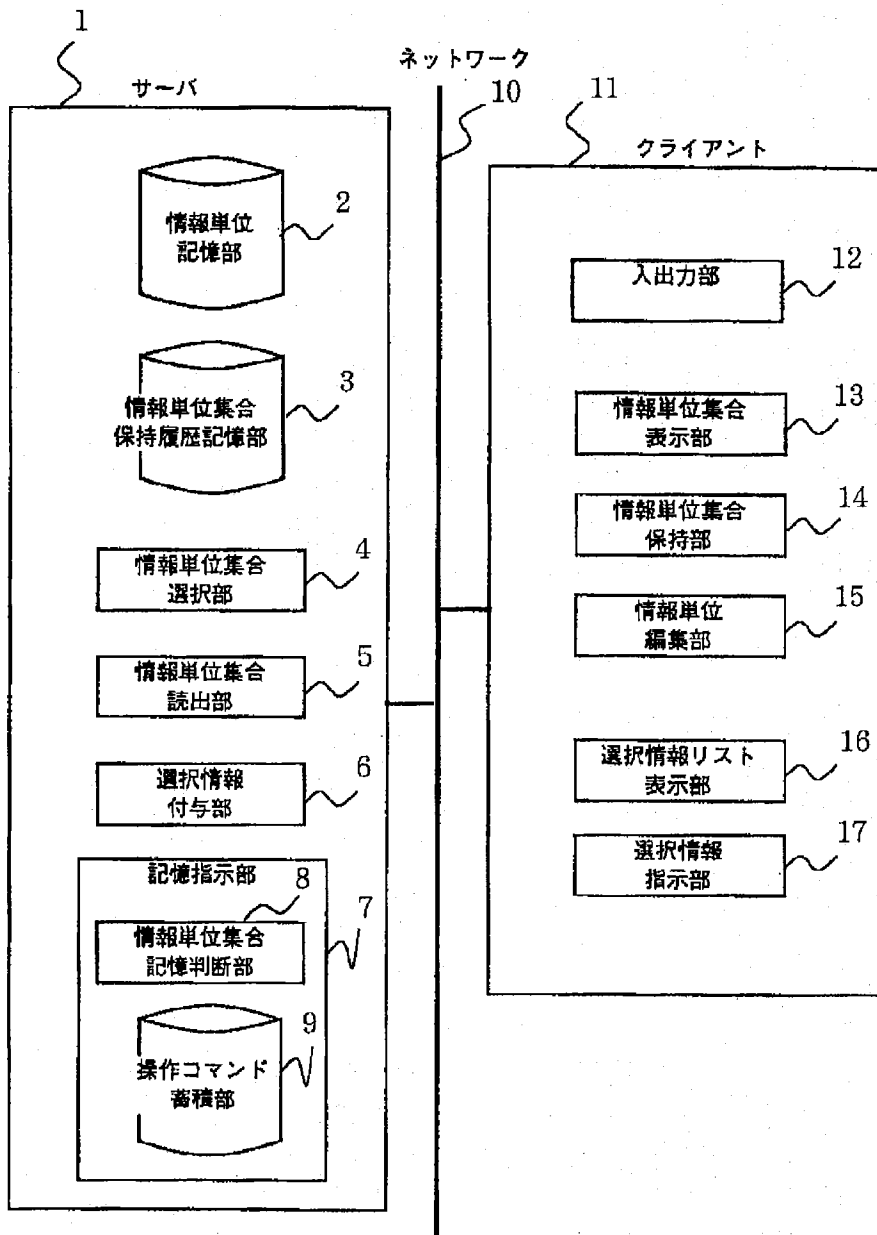 1
サーバ
情報単位
記憶部
2
情報単位集合
保持履歴記憶部
3
情報単位集合
選択部
4
情報単位集合
読出部
5
選択情報
付与部
6
記憶指示部
7
情報単位集合
記憶判断部
8
操作コマンド
蓄積部
9
ネットワーク
10
11
クライアント
入出力部
12
情報単位集合
表示部
13
情報単位集合
保持部
14
情報単位
編集部
15
選択情報リスト
表示部
16
選択情報
指示部
17